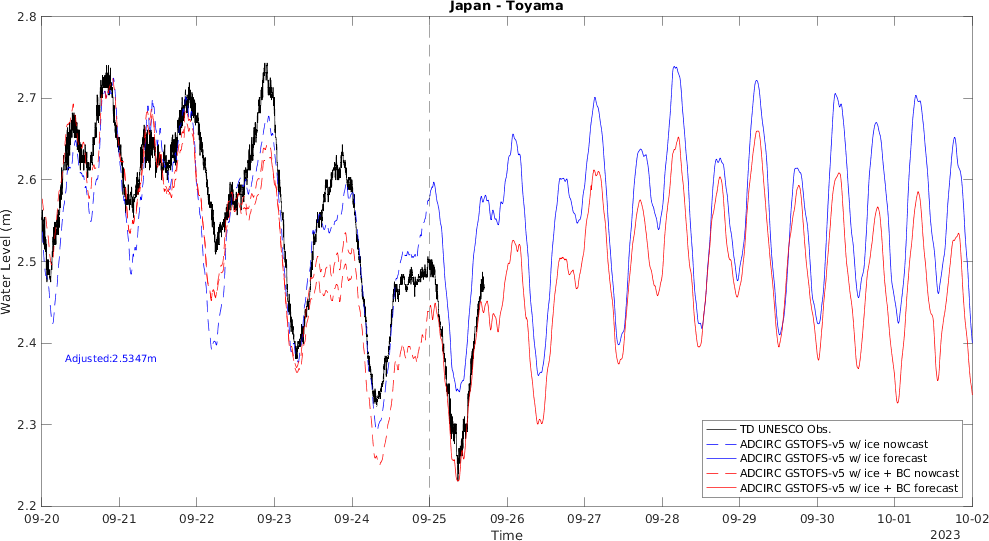 Japan - Toyama
2.8
2.7
2.6
2.5
2.4
2.3
2.2
Water Level (m)
Adjusted:2.5347m
TD UNESCO Obs.
ADCIRC GSTOFS-v5 w/ ice nowcast
ADCIRC GSTOFS-v5 w/ ice forecast
ADCIRC GSTOFS-v5 w/ ice + BC nowcast
ADCIRC GSTOFS-v5 w/ ice + BC forecast
09-20 09-21 09-22 09-23 09-24 09-25 09-26 09-27 09-28 09-29 09-30 10-01 10-02
Time
2023